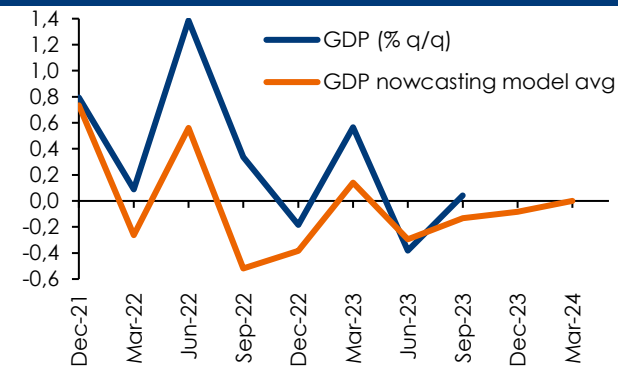 1,4
1,2
1,0
0,8
0,6
0,4
0,2
0,0
-0,2
-0,4
-0,6
GDP (% q/q)
GDP nowcasting model avg
Dec-21
Mar-22
Jun-22
Sep-22
Dec-22
Mar-23
Jun-23
Sep-23
Dec-23
Mar-24